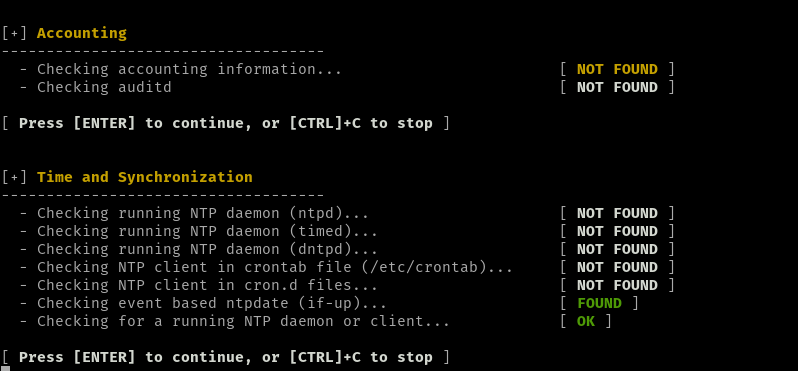 [+] Accounting
------------------------------------
  - Checking accounting information...                        [ NOT FOUND ]
  - Checking auditd                                           [ NOT FOUND ]
[ Press [ENTER] to continue, or [CTRL]+C to stop ]
[+] Time and Synchronization
------------------------------------
  - Checking running NTP daemon (ntpd)...                     [ NOT FOUND ]
  - Checking running NTP daemon (timed)...                    [ NOT FOUND ]
  - Checking running NTP daemon (dntpd)...                    [ NOT FOUND ]
  - Checking NTP client in crontab file (/etc/crontab)...     [ NOT FOUND ]
  - Checking NTP client in cron.d files...                    [ NOT FOUND ]
  - Checking event based ntpdate (if-up)...                   [ FOUND ]
  - Checking for a running NTP daemon or client...            [ OK ]
[ Press [ENTER] to continue, or [CTRL]+C to stop ]